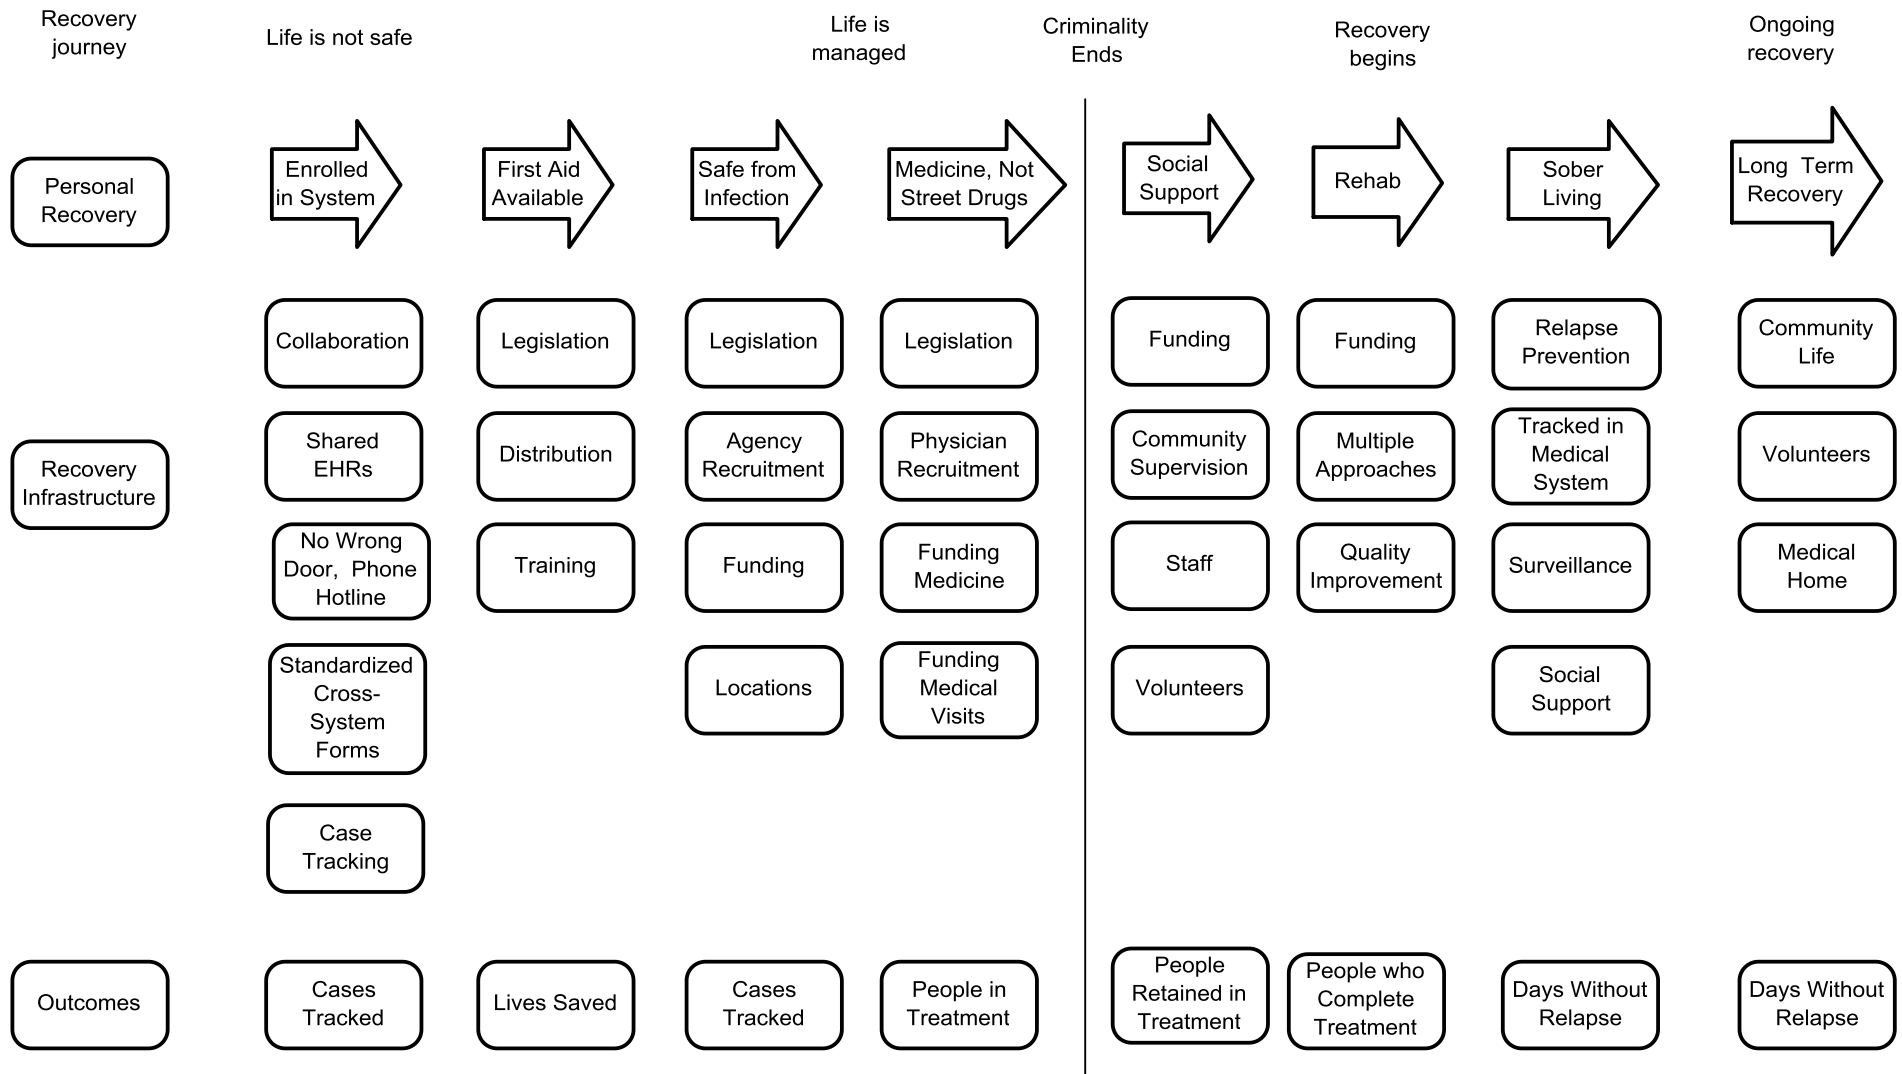 Recovery
journey
Life is not safe
Life is
managed
Criminality
Ends
Recovery
begins
Ongoing
recovery
Personal
Recovery
Enrolled
in System
First Aid
Available
Safe from
Infection
Medicine, Not
Street Drugs
Social
Support
Rehab
Sober
Living
Long Term
Recovery
Recovery
Infrastructure
Collaboration
Legislation
Legislation
Legislation
Funding
Funding
Relapse
Prevention
Community
Life
Shared
EHRs
Distribution
Agency
Recruitment
Physician
Recruitment
Community
Supervision
Multiple
Approaches
Tracked in
Medical
System
Volunteers
No Wrong
Door, Phone
Hotline
Training
Funding
Funding
Medicine
Staff
Quality
Improvement
Surveillance
Medical
Home
Standardized
Cross-
System
Forms
Locations
Funding
Medical
Visits
Volunteers
Social
Support
Case
Tracking
Outcomes
Cases
Tracked
Lives Saved
Cases
Tracked
People in
Treatment
People
Retained in
Treatment
People who
Complete
Treatment
Days Without
Relapse
Days Without
Relapse